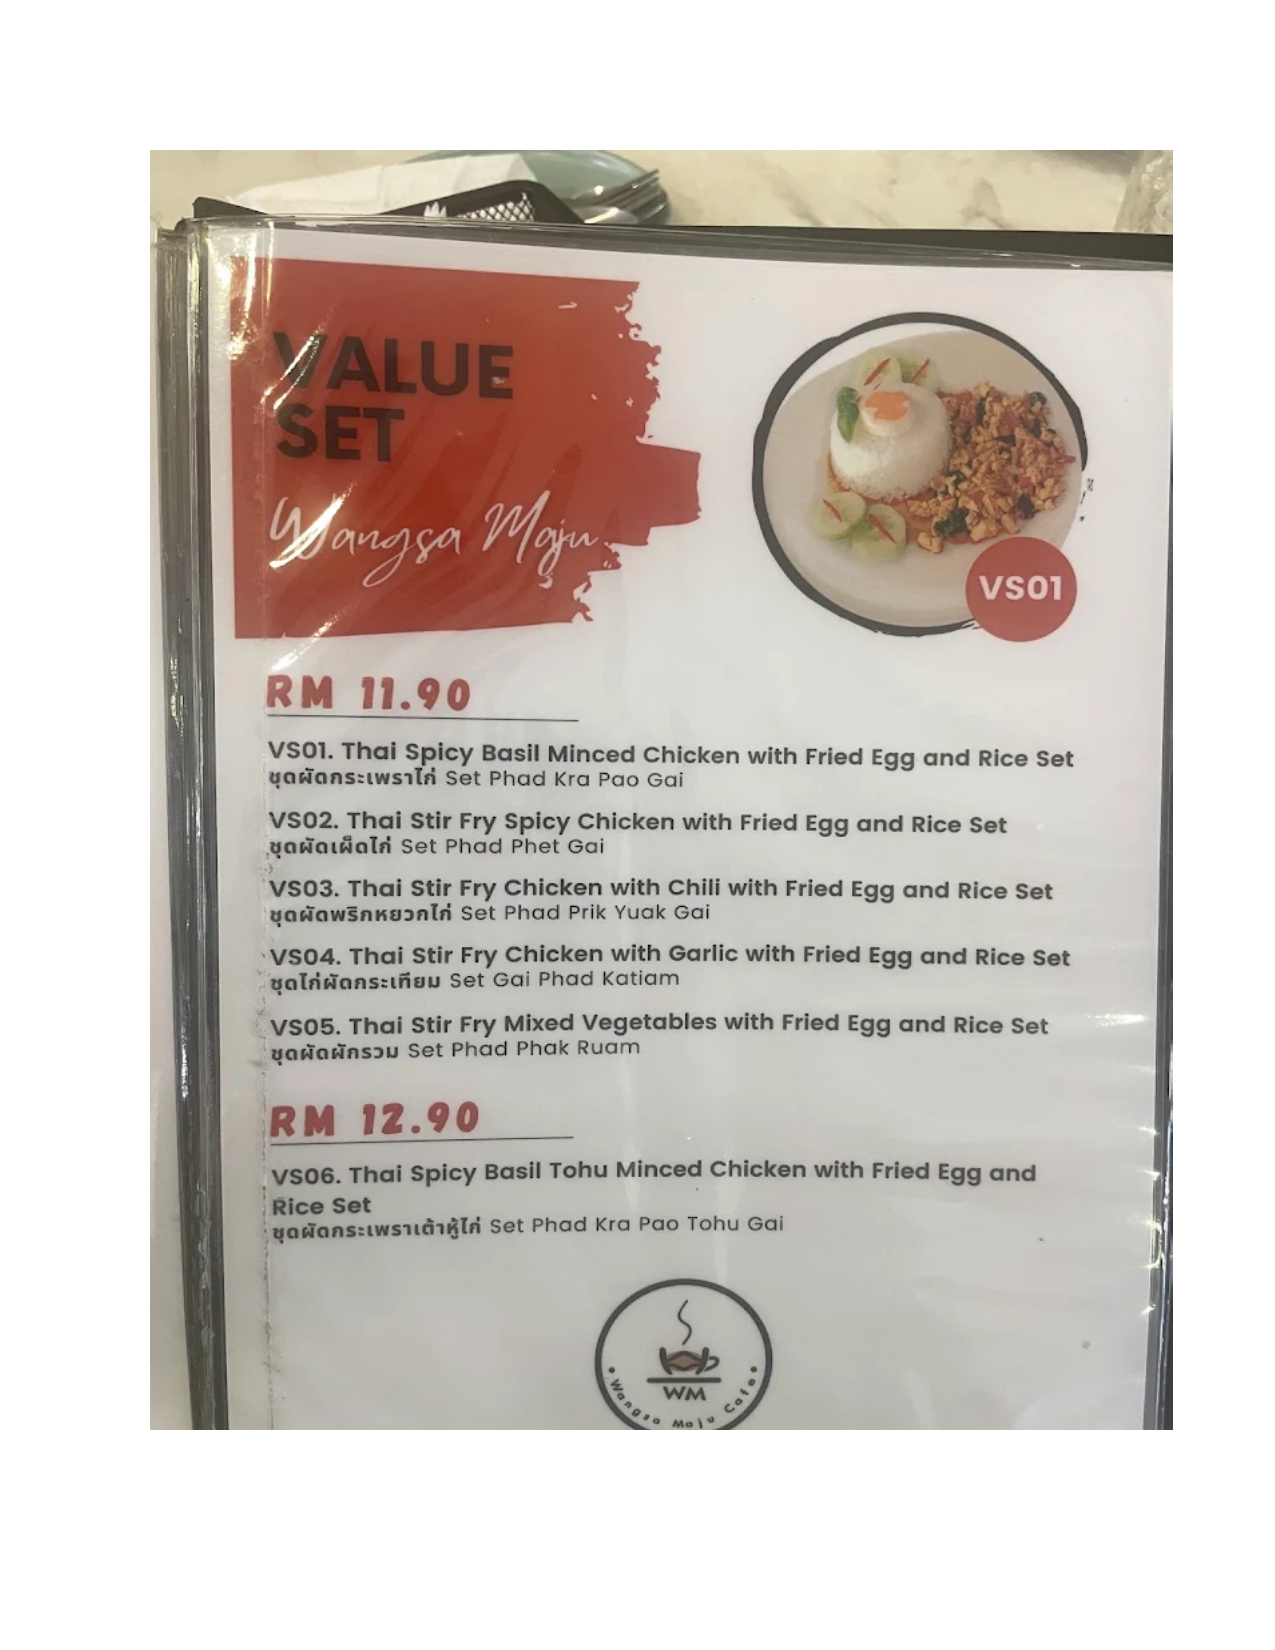 VALUE
SET
Wangsa Maju
VS01
RM 11.90
VS01. Thai Spicy Basil Minced Chicken with Fried Egg and Rice Set
ชุดผัดกระเพราไก่ Set Phad Kra Pao Gai
VS02. Thai Stir Fry Spicy Chicken with Fried Egg and Rice Set
ชุดผัดเผ็ดไก่ Set Phad Phet Gai
VS03. Thai Stir Fry Chicken with Chili with Fried Egg and Rice Set
ชุดผัดพริกหยวกไก่ Set Phad Prik Yuak Gai
VS04. Thai Stir Fry Chicken with Garlic with Fried Egg and Rice Set
ชุดไก่ผัดกระเทียม Set Gai Phad Katiam
VS05. Thai Stir Fry Mixed Vegetables with Fried Egg and Rice Set
ชุดผัดผักรวม Set Phad Phak Ruam
RM 12.90
VS06. Thai Spicy Basil Tohu Minced Chicken with Fried Egg and
Rice Set
ชุดผัดกระเพราเต้าหู้ไก่ Set Phad Kra Pao Tohu Gai
WM
Wangsa Maju Cafe